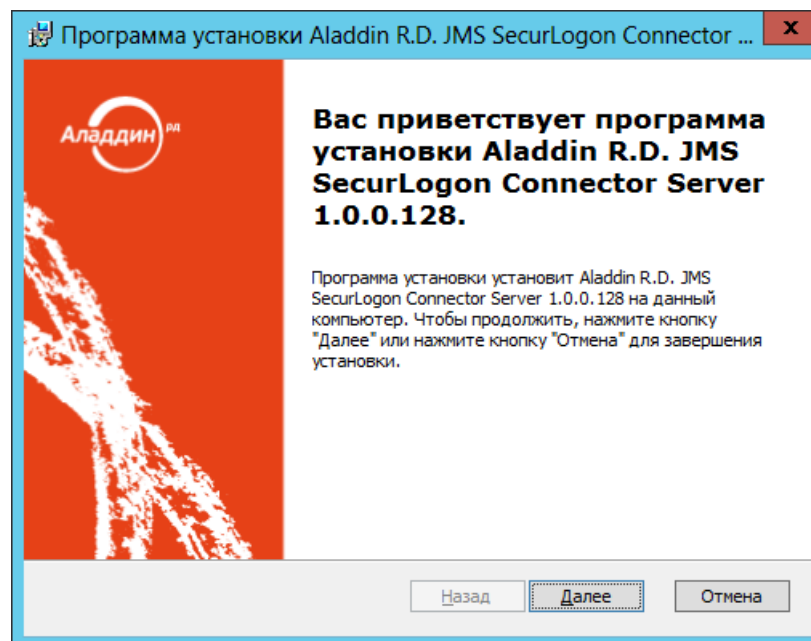 Программа установки Aladdin R.D. JMS SecurLogon Connector ...
x
Аладдин РД
Вас приветствует программа
установки Aladdin R.D. JMS
SecurLogon Connector Server
1.0.0.128.
Программа установки установит Aladdin R.D. JMS
SecurLogon Connector Server 1.0.0.128 на данный
компьютер. Чтобы продолжить, нажмите кнопку
"Далее" или нажмите кнопку "Отмена" для завершения
установки.
Назад Далее Отмена